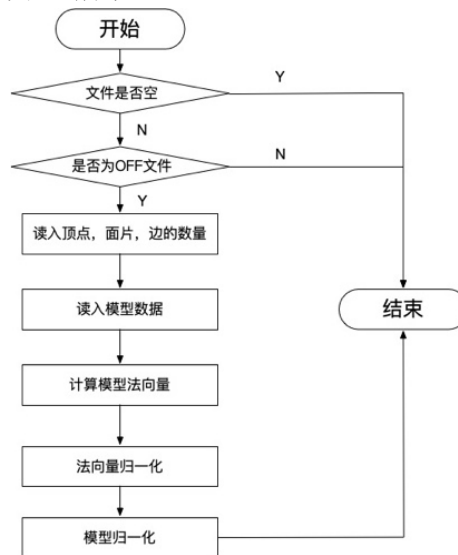 开始
文件是否空
Y
N
是否为OFF文件
N
Y
读入顶点，面片，边的数量
读入模型数据
结束
计算模型法向量
法向量归一化
模型归一化